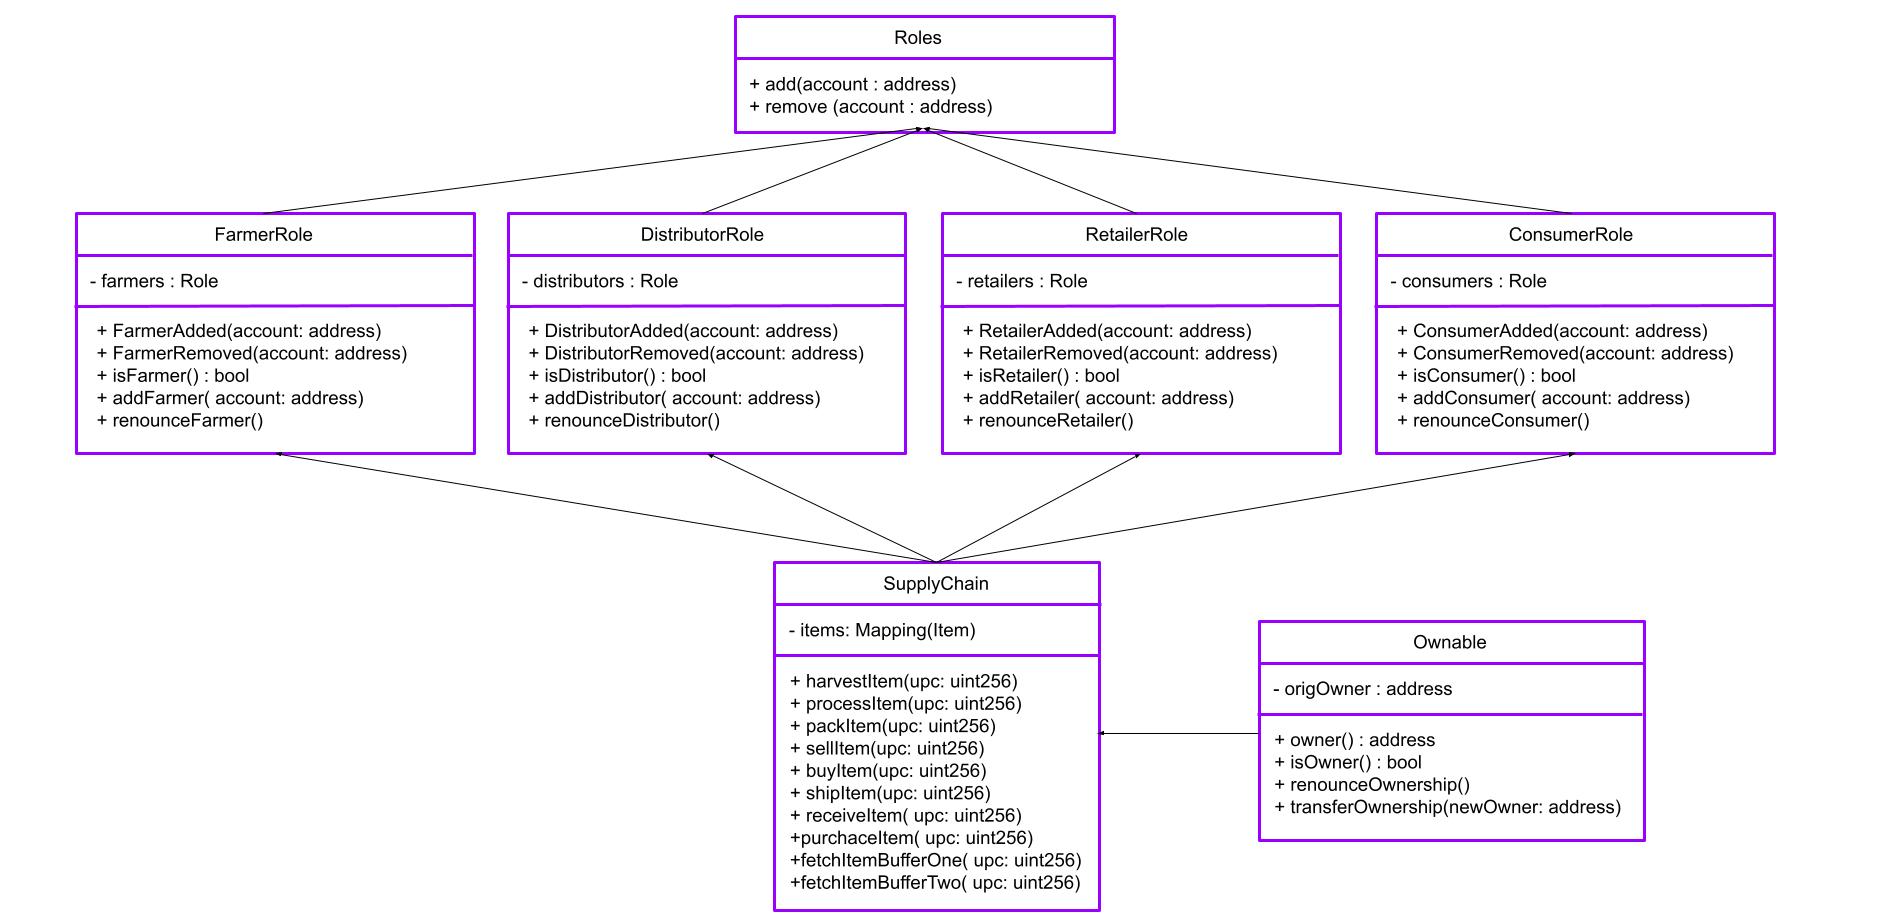 Roles
+ add(account : address)
+ remove (account : address)
FarmerRole
- farmers : Role
+ FarmerAdded(account: address)
+ FarmerRemoved(account: address)
+ isFarmer() : bool
+ addFarmer( account: address)
+ renounceFarmer()
DistributorRole
- distributors : Role
+ DistributorAdded(account: address)
+ DistributorRemoved(account: address)
+ isDistributor() : bool
+ addDistributor( account: address)
+ renounceDistributor()
RetailerRole
- retailers : Role
+ RetailerAdded(account: address)
+ RetailerRemoved(account: address)
+ isRetailer() : bool
+ addRetailer( account: address)
+ renounceRetailer()
ConsumerRole
- consumers : Role
+ ConsumerAdded(account: address)
+ ConsumerRemoved(account: address)
+ isConsumer() : bool
+ addConsumer( account: address)
+ renounceConsumer()
SupplyChain
- items: Mapping(Item)
+ harvestItem(upc: uint256)
+ processItem(upc: uint256)
+ packItem(upc: uint256)
+ sellItem(upc: uint256)
+ buyItem(upc: uint256)
+ shipItem(upc: uint256)
+ receiveItem( upc: uint256)
+purchaceItem( upc: uint256)
+fetchItemBufferOne( upc: uint256)
+fetchItemBufferTwo( upc: uint256)
Ownable
- origOwner : address
+ owner() : address
+ isOwner() : bool
+ renounceOwnership()
+ transferOwnership(newOwner: address)